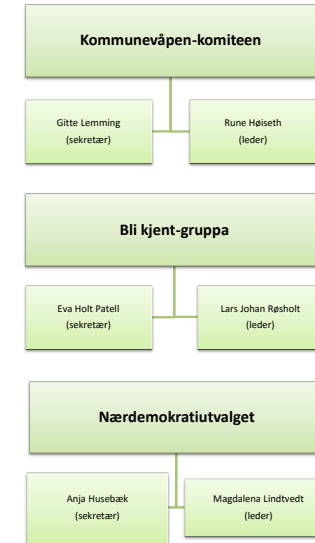 Kommunevåpen-komiteen
Gitte Lemming
(sekretær)
Rune Høiseth
(leder)
Bli kjent-gruppa
Eva Holt Patell
(sekretær)
Lars Johan Røsholt
(leder)
Nærdemokratiutvalget
Anja Husebæk
(sekretær)
Magdalena Lindtvedt
(leder)